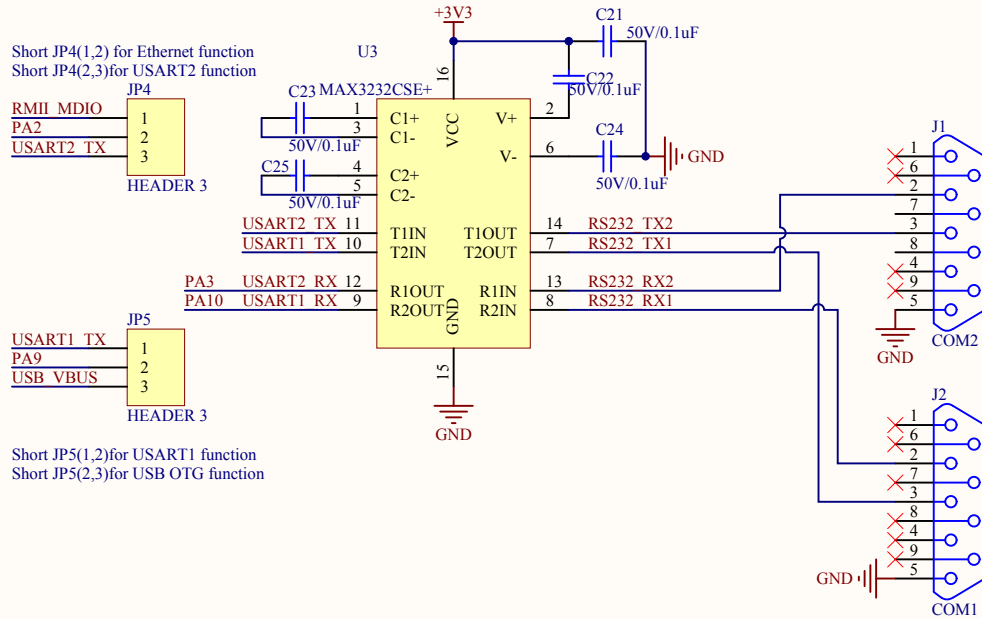 +3V3
C21
50V/0.1uF
Short JP4(1,2) for Ethernet function
Short JP4(2,3)for USART2 function
U3
JP4
16
C22
50V/0.1uF
C23
MAX3232CSE+
RMII_MDIO
1
PA2
2
USART2_TX
3
HEADER 3
1
C1+
3
C1-
50V/0.1uF
VCC
V+
2
V-
6
C24
GND
50V/0.1uF
C25
4
C2+
5
C2-
50V/0.1uF
USART2_TX 11
T1IN
T1OUT
14
RS232_TX2
USART1_TX 10
T2IN
T2OUT
7
RS232_TX1
PA3
USART2_RX 12
R1OUT
R1IN
13
RS232_RX2
PA10
USART1_RX 9
R2OUT
R2IN
8
RS232_RX1
GND
15
GND
JP5
USART1_TX
1
PA9
2
USB_VBUS
3
HEADER 3
Short JP5(1,2)for USART1 function
Short JP5(2,3)for USB OTG function
J1
1
6
2
7
3
8
4
9
5
GND
COM2
J2
1
6
2
7
3
8
4
9
5
GND
COM1